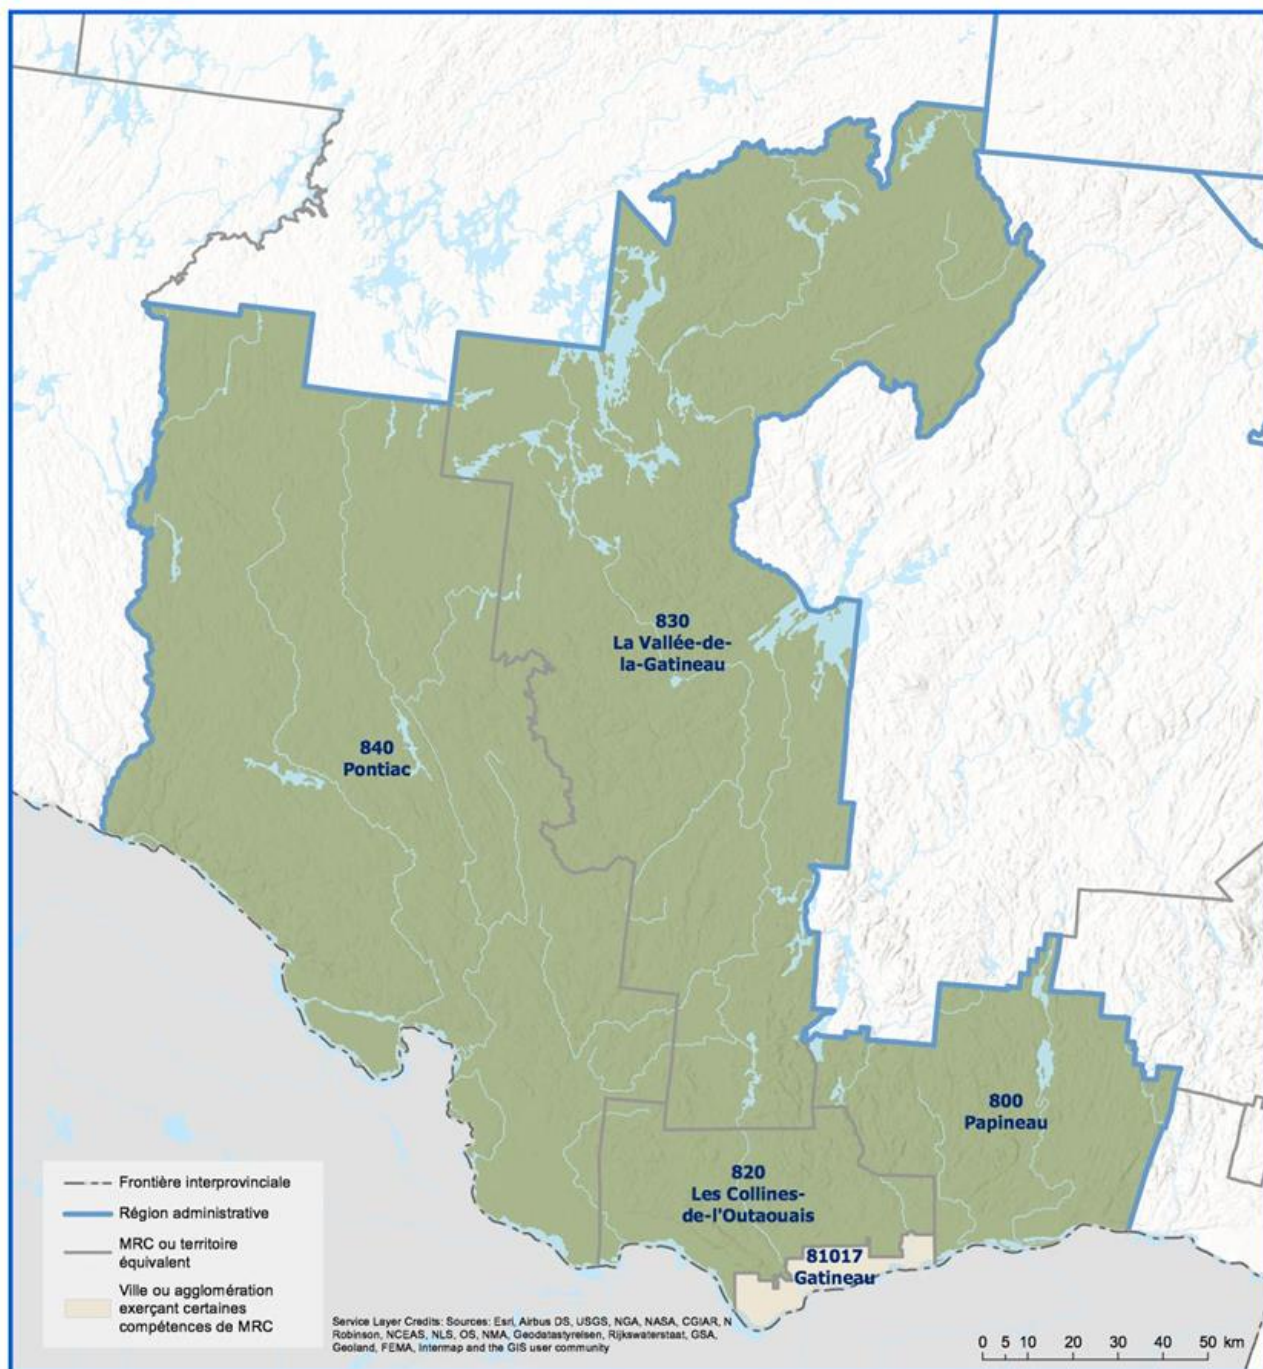 830
La Vallée-de-
la-Gatineau
840
Pontiac
800
Papineau
820
Les Collines-
de-l'Outaouais
81017
Gatineau
Frontière interprovinciale
Région administrative
MRC ou territoire
équivalent
Ville ou agglomération
exerçant certaines
compétences de MRC
Service Layer Credits: Sources: Esri, Airbus DS, USGS, NGA, NASA, CGIAR, N
Robinson, NCEAS, NLS, OS, NMA, Geodatastyrelsen, Rijkswaterstaat, GSA,
Geoland, FEMA, Intermap and the GIS user community
0 5 10 20 30 40 50 km